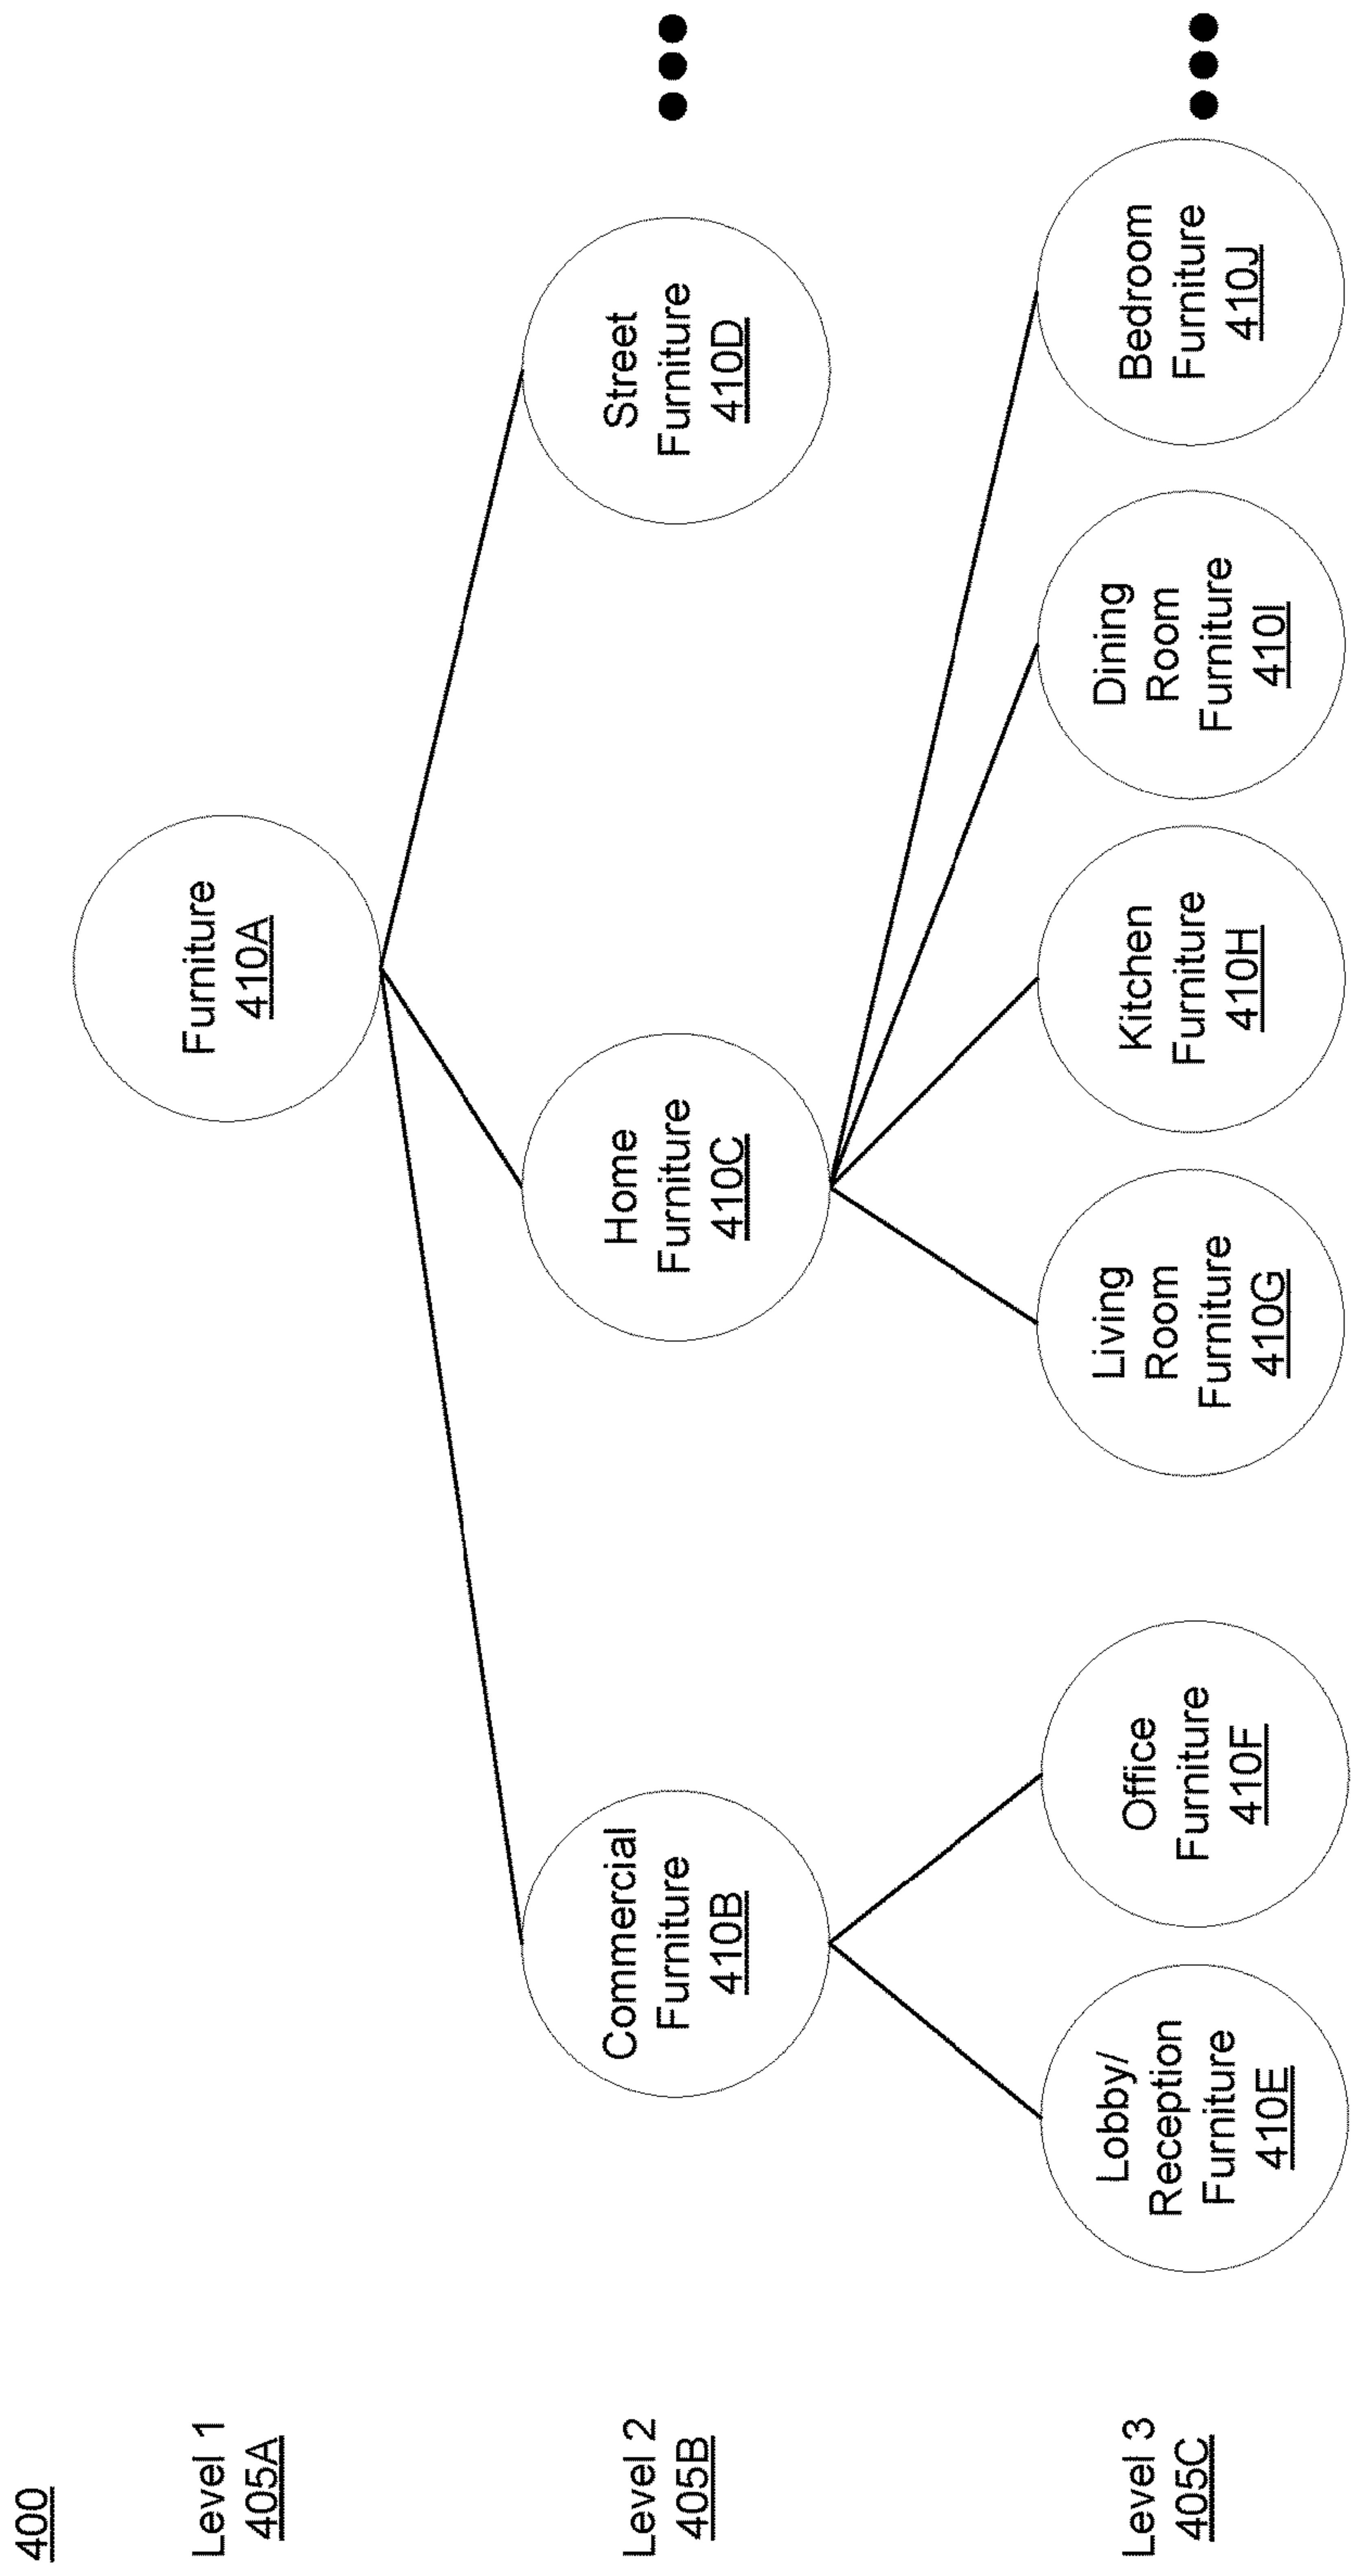 400
Level 1
405A
Furniture
410A
Level 2
405B
Commercial
Furniture
410B
Home
Furniture
410C
Street
Furniture
410D
Level 3
405C
Lobby/
Reception
Furniture
410E
Office
Furniture
410F
Living
Room
Furniture
410G
Kitchen
Furniture
410H
Dining
Room
Furniture
410I
Bedroom
Furniture
410J